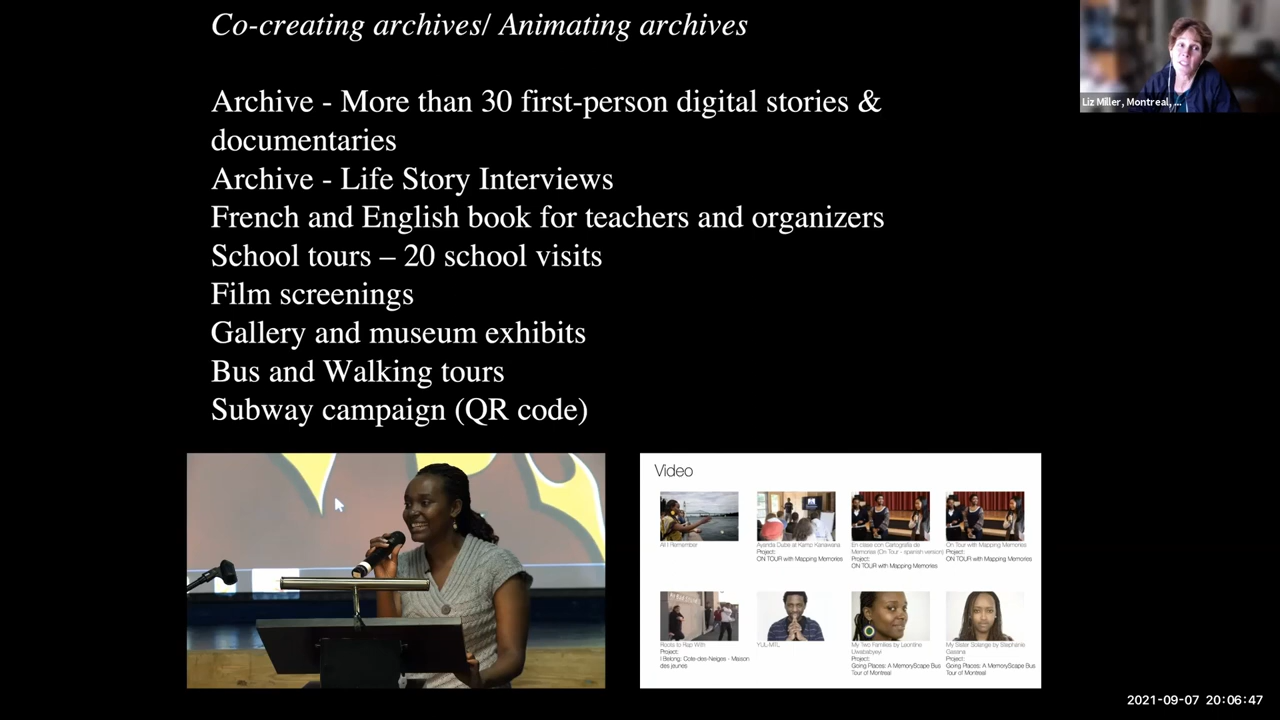 Co-creating archives/ Animating archives
Archive - More than 30 first-person digital stories &
documentaries
Archive - Life Story Interviews
French and English book for teachers and organizers
School tours – 20 school visits
Film screenings
Gallery and museum exhibits
Bus and Walking tours
Subway campaign (QR code)
Liz Miller, Montreal, ...
Video
All I Remember
Ayanda Dube at Kamp Kanawana
Project:
ON TOUR with Mapping Memories
En clase con Cartografía de
Memorias (On Tour - spanish version)
Project:
ON TOUR with Mapping Memories
On Tour with Mapping Memories
Project:
ON TOUR with Mapping Memories
Roots to Rap With
Project:
I Belong: Cote-des-Neiges - Maison
des jeunes
YUL-MTL
My Two Families by Leontine
Uwababyeyi
Project:
Going Places: A MemoryScape Bus
Tour of Montreal
My Sister Solange by Stephanie
Gasana
Project:
Going Places: A MemoryScape Bus
Tour of Montreal
2021-09-07 20:06:47